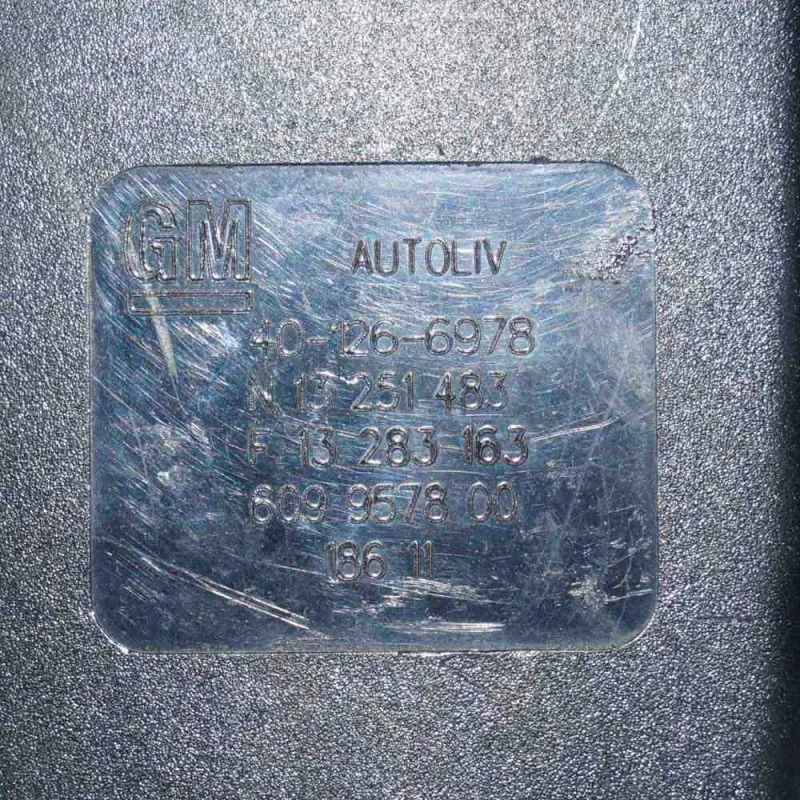 GM AUTOLIV
40-126-6978
N 13 251 483
F 13 283 163
609 9578 00
186 11